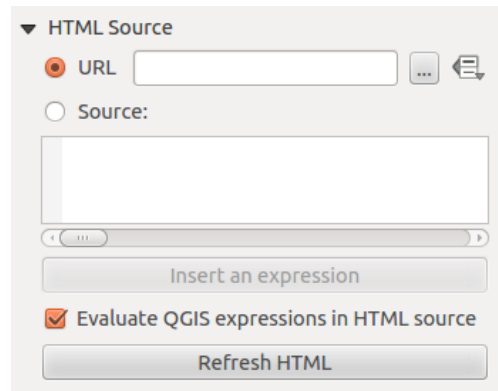 HTML Source
URL
...
Source:
Insert an expression
Evaluate QGIS expressions in HTML source
Refresh HTML